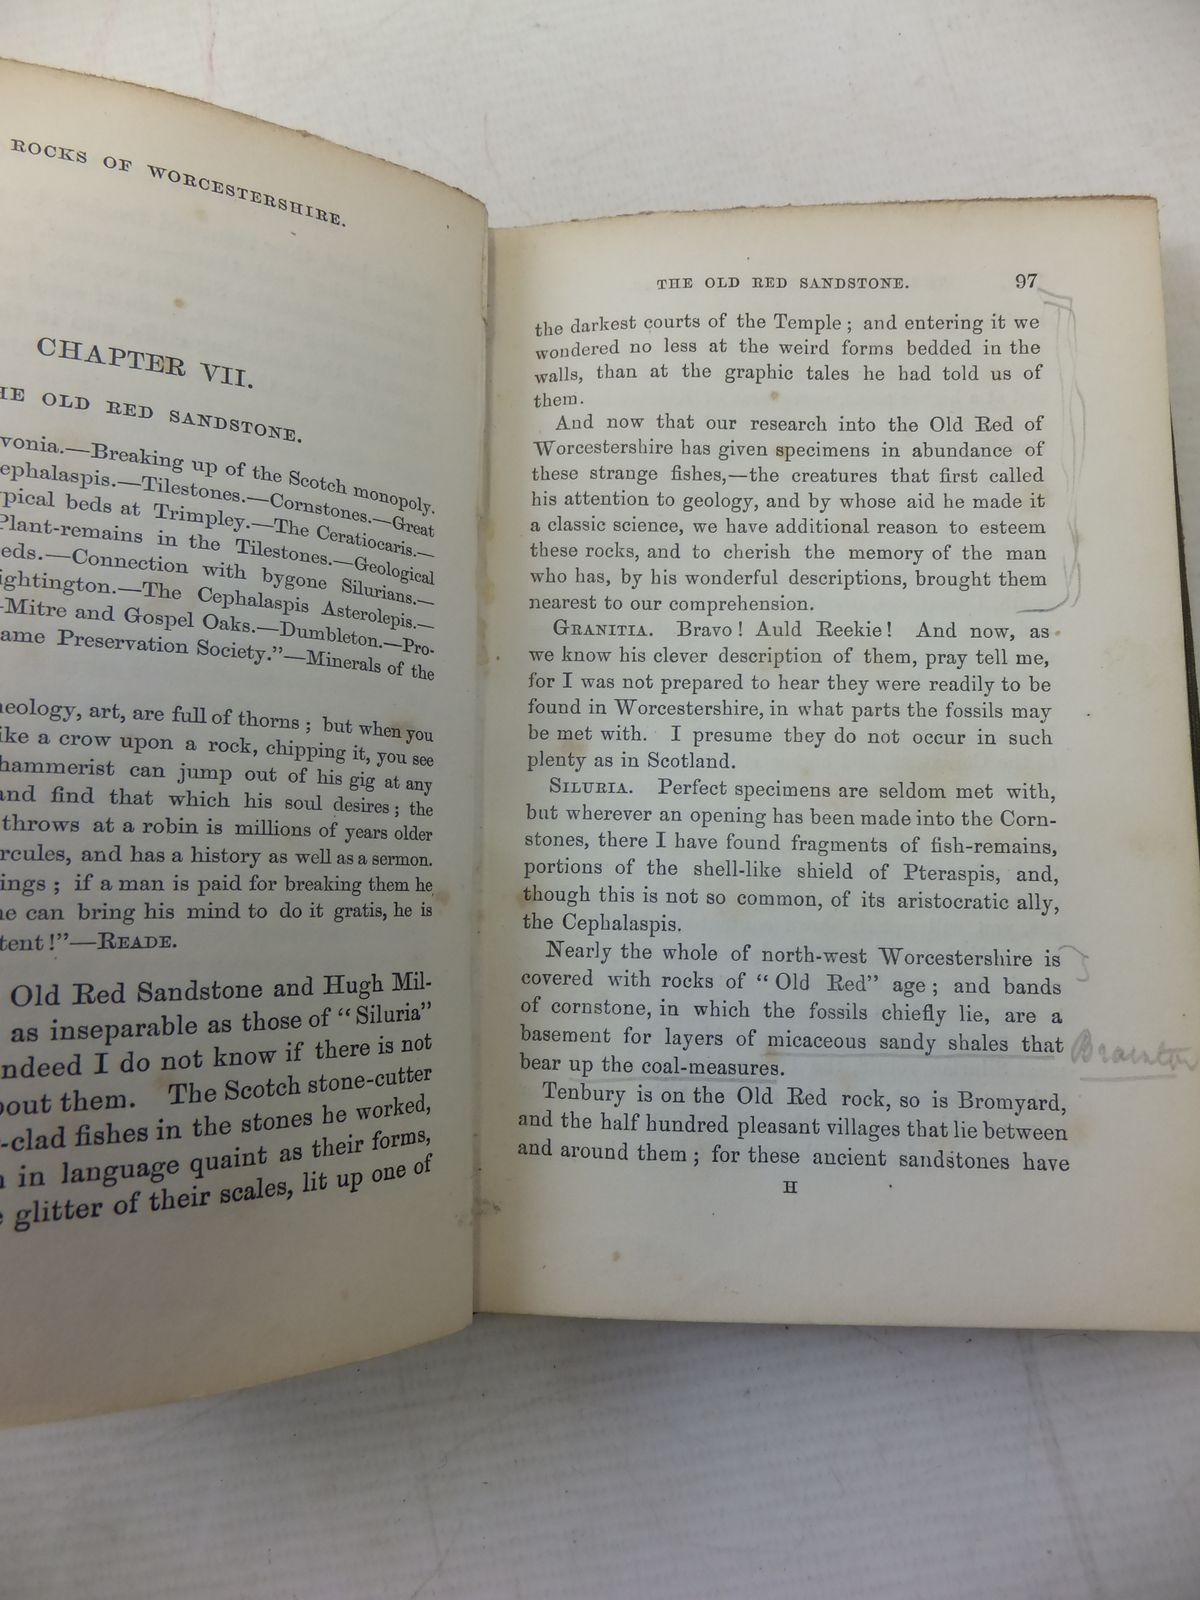 ROCKS OF WORCESTERSHIRE.
CHAPTER VII.
THE OLD RED SANDSTONE.
vonia.—Breaking up of the Scotch monopoly.
ephalaspis.—Tilestones.—Cornstones.—Great
pical beds at Trimpley.—The Ceratiocaris.—
Plant-remains in the Tilestones.—Geological
eds.—Connection with bygone Silurians.—
ightington.—The Cephalaspis Asterolepis.—
-Mitre and Gospel Oaks.—Dumbleton.—Pro-
ame Preservation Society."—Minerals of the
eology, art, are full of thorns; but when you
ike a crow upon a rock, chipping it, you see
hammerist can jump out of his gig at any
and find that which his soul desires; the
throws at a robin is millions of years older
rcules, and has a history as well as a sermon.
ings; if a man is paid for breaking them he
he can bring his mind to do it gratis, he is
tent!"—READE.
Old Red Sandstone and Hugh Mil-
as inseparable as those of "Siluria"
ndeed I do not know if there is not
bout them. The Scotch stone-cutter
-clad fishes in the stones he worked,
in language quaint as their forms,
glitter of their scales, lit up one of
THE OLD RED SANDSTONE. 97
the darkest courts of the Temple; and entering it we
wondered no less at the weird forms bedded in the
walls, than at the graphic tales he had told us of
them.
And now that our research into the Old Red of
Worcestershire has given specimens in abundance of
these strange fishes,—the creatures that first called
his attention to geology, and by whose aid he made it
a classic science, we have additional reason to esteem
these rocks, and to cherish the memory of the man
who has, by his wonderful descriptions, brought them
nearest to our comprehension.
GRANITIA. Bravo! Auld Reekie! And now, as
we know his clever description of them, pray tell me,
for I was not prepared to hear they were readily to be
found in Worcestershire, in what parts the fossils may
be met with. I presume they do not occur in such
plenty as in Scotland.
SILURIA. Perfect specimens are seldom met with,
but wherever an opening has been made into the Corn-
stones, there I have found fragments of fish-remains,
portions of the shell-like shield of Pteraspis, and,
though this is not so common, of its aristocratic ally,
the Cephalaspis.
Nearly the whole of north-west Worcestershire is
covered with rocks of "Old Red" age; and bands
of cornstone, in which the fossils chiefly lie, are a
basement for layers of micaceous sandy shales that
bear up the coal-measures.
Tenbury is on the Old Red rock, so is Bromyard,
and the half hundred pleasant villages that lie between
and around them; for these ancient sandstones have
H